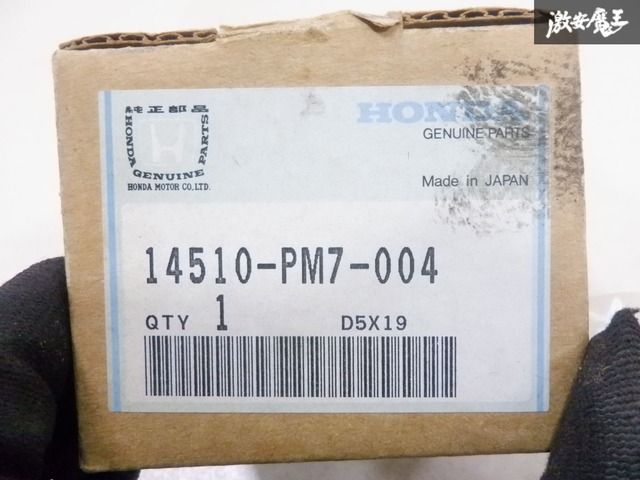 激安魔王
純正部品
HONDA GENUINE PARTS
HONDA MOTOR CO.,LTD.
HONDA
GENUINE PARTS
Made in JAPAN
14510-PM7-004
QTY 1 D5X19